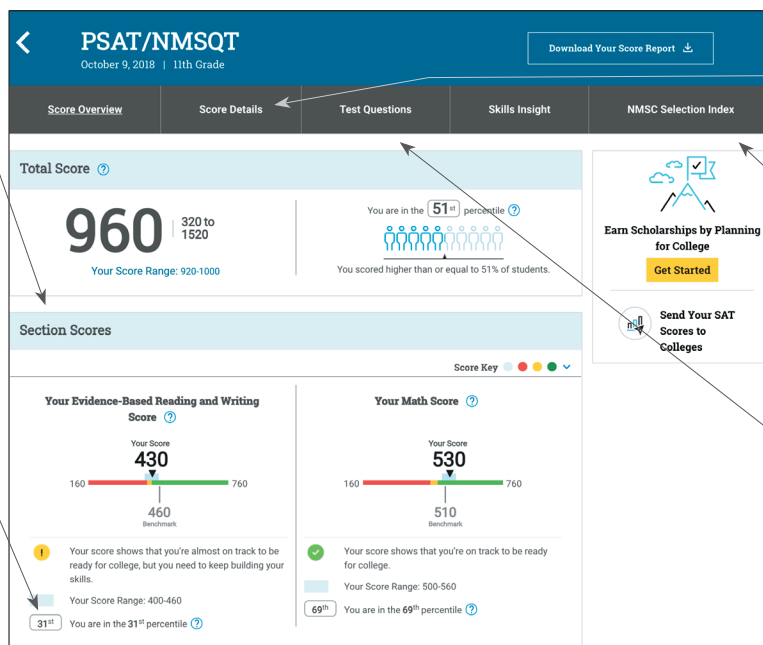 PSAT/NMSQT
October 9, 2018 | 11th Grade
Download Your Score Report
Score Overview
Score Details
Test Questions
Skills Insight
NMSC Selection Index
Total Score ?
960
320 to
1520
Your Score Range: 920-1000
You are in the 51st percentile ?
You scored higher than or equal to 51% of students.
Earn Scholarships by Planning
for College
Get Started
Send Your SAT
Scores to
Colleges
Section Scores
Score Key
Your Evidence-Based Reading and Writing
Score ?
Your Score
430
160
760
460
Benchmark
! Your score shows that you're almost on track to be
ready for college, but you need to keep building your
skills.
Your Score Range: 400-460
31st You are in the 31st percentile ?
Your Math Score ?
Your Score
530
160
760
510
Benchmark
Your score shows that you're on track to be ready
for college.
Your Score Range: 500-560
69th You are in the 69th percentile ?